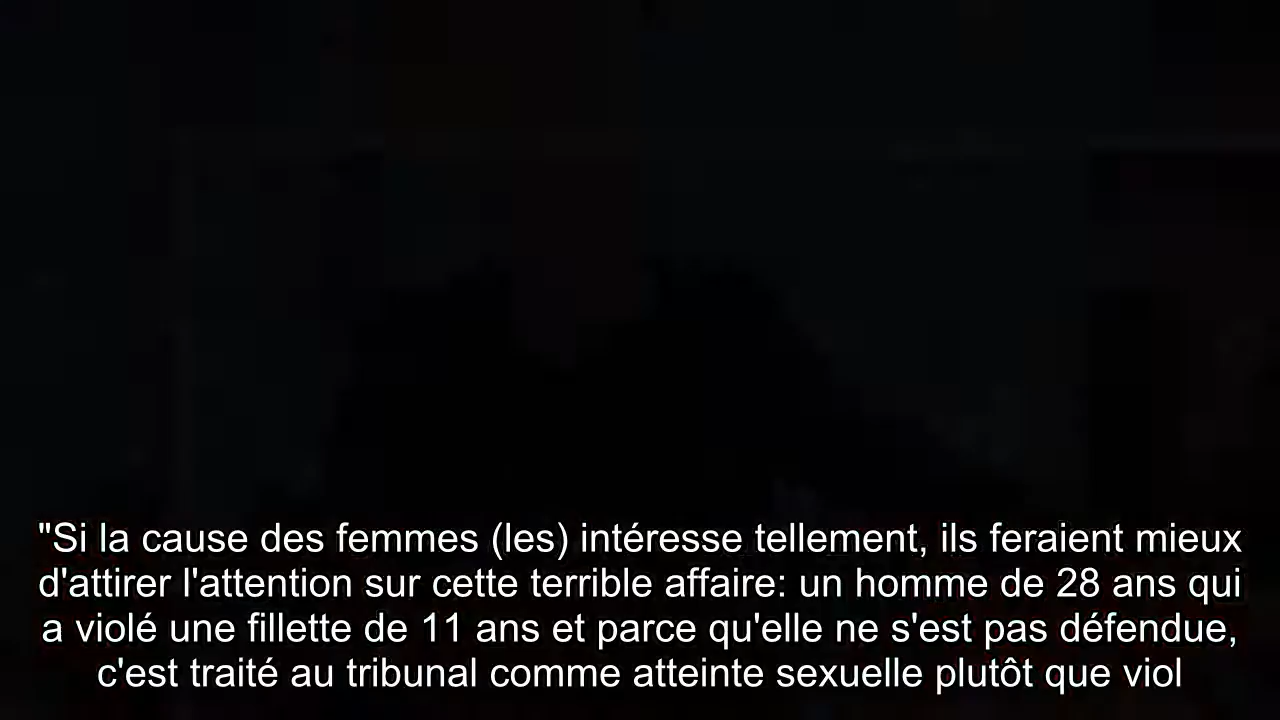 "Si la cause des femmes (les) intéresse tellement, ils feraient mieux
d'attirer l'attention sur cette terrible affaire: un homme de 28 ans qui
a violé une fillette de 11 ans et parce qu'elle ne s'est pas défendue,
c'est traité au tribunal comme atteinte sexuelle plutôt que viol